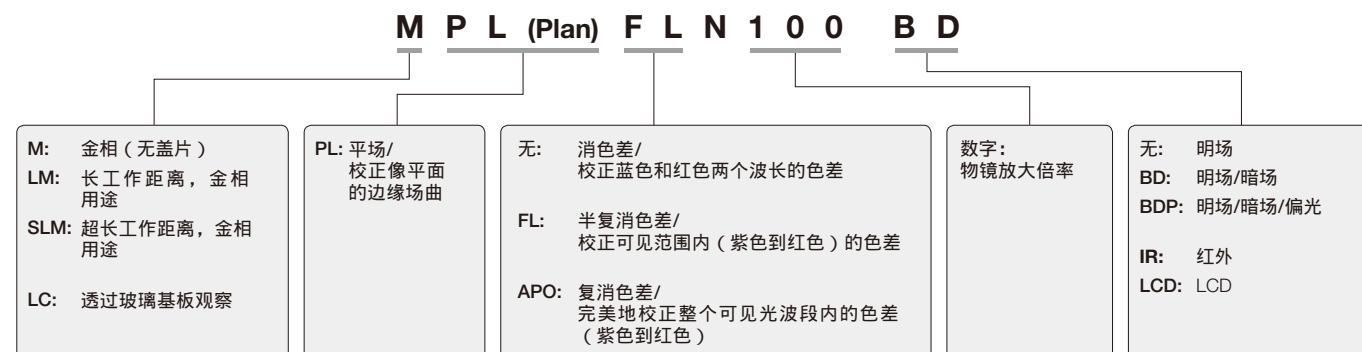 MPL (Plan) FLN100 BD
M: 金相（无盖片）
LM: 长工作距离，金相
用途
SLM: 超长工作距离，金相
用途
LC: 透过玻璃基板观察
PL: 平场/
校正像平面
的边缘场曲
无: 消色差/
校正蓝色和红色两个波长的色差
FL: 半复消色差/
校正可见范围内（紫色到红色）的色差
APO: 复消色差/
完美地校正整个可见光波段内的色差
（紫色到红色）
数字:
物镜放大倍率
无: 明场
BD: 明场/暗场
BDP: 明场/暗场/偏光
IR: 红外
LCD: LCD